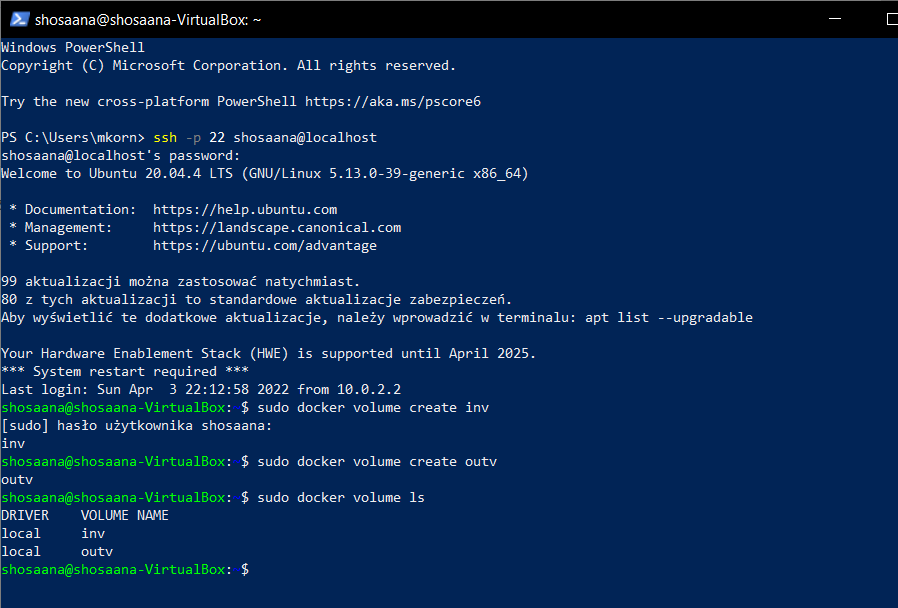 shosaana@shosaana-VirtualBox: ~
Windows PowerShell
Copyright (C) Microsoft Corporation. All rights reserved.
Try the new cross-platform PowerShell https://aka.ms/pscore6
PS C:\Users\mkorn> ssh -p 22 shosaana@localhost
shosaana@localhost's password:
Welcome to Ubuntu 20.04.4 LTS (GNU/Linux 5.13.0-39-generic x86_64)
* Documentation:  https://help.ubuntu.com
* Management:     https://landscape.canonical.com
* Support:        https://ubuntu.com/advantage
99 aktualizacji można zastosować natychmiast.
80 z tych aktualizacji to standardowe aktualizacje zabezpieczeń.
Aby wyświetlić te dodatkowe aktualizacje, należy wprowadzić w terminalu: apt list --upgradable
Your Hardware Enablement Stack (HWE) is supported until April 2025.
*** System restart required ***
Last login: Sun Apr  3 22:12:58 2022 from 10.0.2.2
shosaana@shosaana-VirtualBox: $ sudo docker volume create inv
[sudo] hasło użytkownika shosaana:
inv
shosaana@shosaana-VirtualBox: $ sudo docker volume create outv
outv
shosaana@shosaana-VirtualBox: $ sudo docker volume ls
DRIVER    VOLUME NAME
local     inv
local     outv
shosaana@shosaana-VirtualBox: $